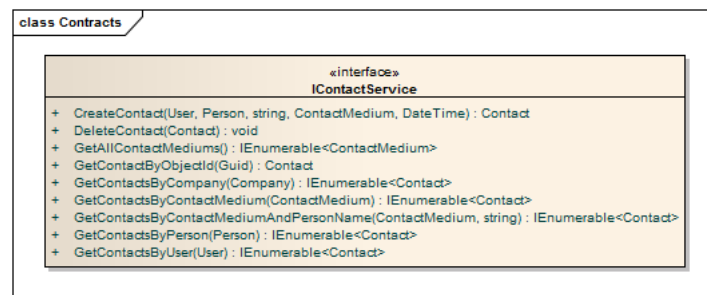 class Contracts
«interface»
IContactService
+ CreateContact(User, Person, string, ContactMedium, DateTime) : Contact
+ DeleteContact(Contact) : void
+ GetAllContactMediums() : IEnumerable<ContactMedium>
+ GetContactByObjectId(Guid) : Contact
+ GetContactsByCompany(Company) : IEnumerable<Contact>
+ GetContactsByContactMedium(ContactMedium) : IEnumerable<Contact>
+ GetContactsByContactMediumAndPersonName(ContactMedium, string) : IEnumerable<Contact>
+ GetContactsByPerson(Person) : IEnumerable<Contact>
+ GetContactsByUser(User) : IEnumerable<Contact>